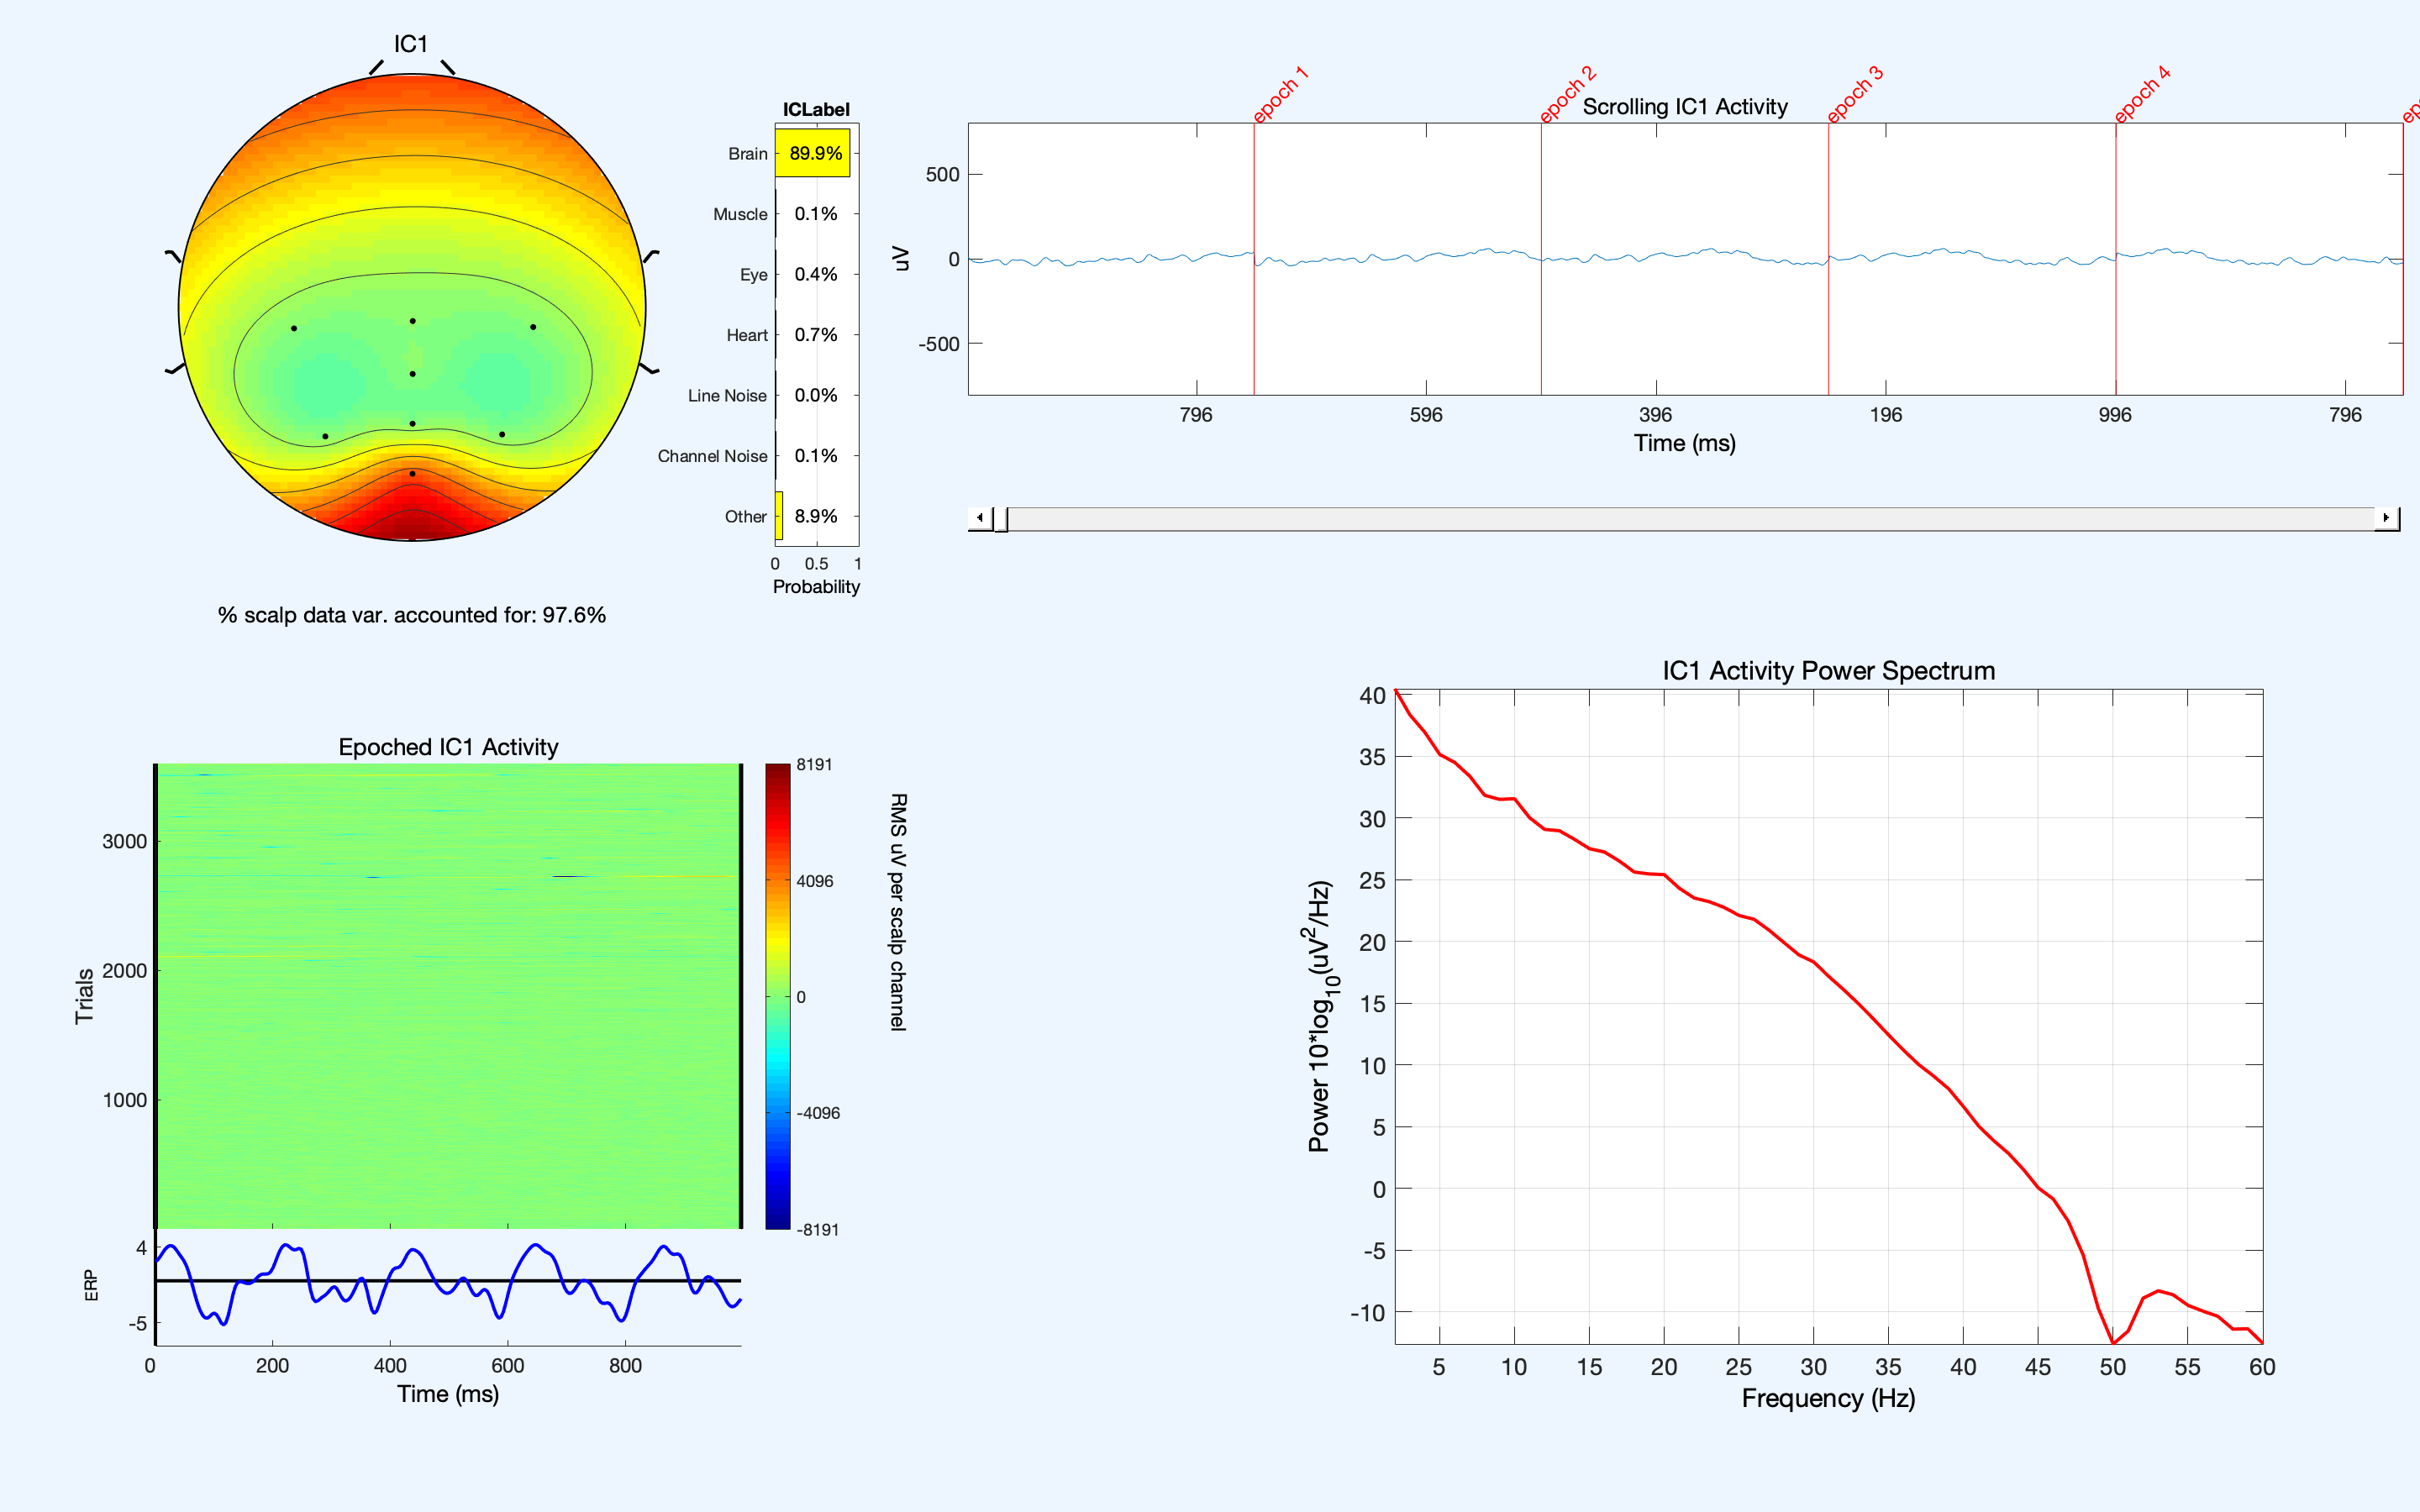 IC1
ICLabel
Brain 89.9%
Muscle 0.1%
Eye 0.4%
Heart 0.7%
Line Noise 0.0%
Channel Noise 0.1%
Other 8.9%
0 0.5 1
Probability
% scalp data var. accounted for: 97.6%
epoch 1
epoch 2
epoch 3
epoch 4
Scrolling IC1 Activity
uV
500
0
-500
796 596 396 196 996 796
Time (ms)
Epoched IC1 Activity
Trials
3000
2000
1000
8191
4096
0
-4096
-8191
RMS uV per scalp channel
ERP
4
-5
0 200 400 600 800
Time (ms)
IC1 Activity Power Spectrum
Power 10*log10(uV2/Hz)
40
35
30
25
20
15
10
5
0
-5
-10
5 10 15 20 25 30 35 40 45 50 55 60
Frequency (Hz)